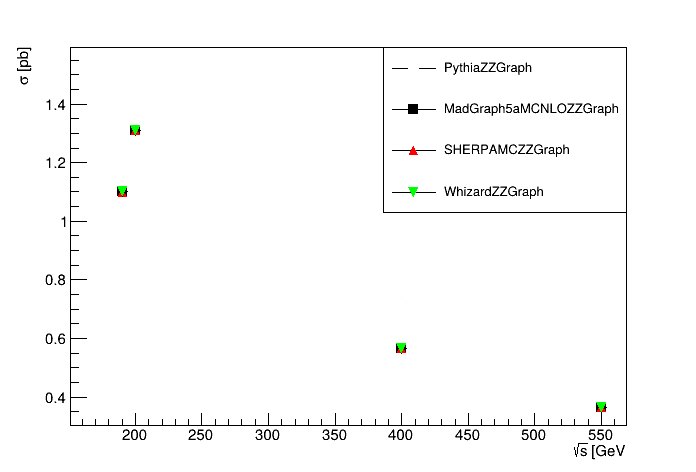 σ [pb]
1.4
1.2
1
0.8
0.6
0.4
200
250
300
350
400
450
500
550
√s [GeV
PythiaZZGraph
MadGraph5aMCNLOZZGraph
SHERPAMCZZGraph
WhizardZZGraph